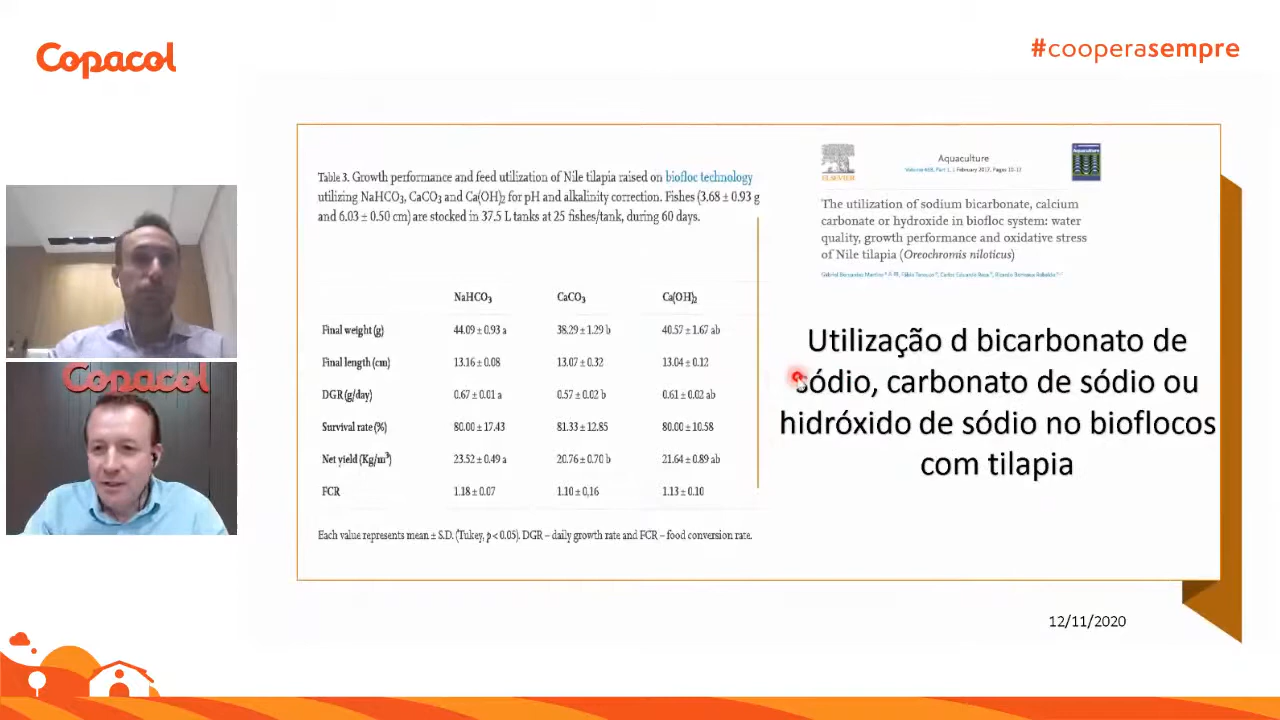 Copacol
#cooperasempre
Table 3. Growth performance and feed utilization of Nile tilapia raised on biofloc technology
utilizing NaHCO3, CaCO3 and Ca(OH)2 for pH and alkalinity correction. Fishes (3.68 ± 0.93 g
and 6.03 ± 0.50 cm) are stocked in 37.5 L tanks at 25 fishes/tank, during 60 days.
NaHCO3 CaCO3 Ca(OH)2
Final weight (g) 44.09 ± 0.93 a 38.29 ± 1.29 b 40.57 ± 1.67 ab
Final length (cm) 13.16 ± 0.08 13.07 ± 0.32 13.04 ± 0.12
DGR (g/day) 0.67 ± 0.01 a 0.57 ± 0.02 b 0.61 ± 0.02 ab
Survival rate (%) 80.00 ± 17.43 81.33 ± 12.85 80.00 ± 10.58
Net yield (Kg/m³) 23.52 ± 0.49 a 20.76 ± 0.70 b 21.64 ± 0.89 ab
FCR 1.18 ± 0.07 1.10 ± 0,16 1.13 ± 0.10
Each value represents mean ± S.D. (Tukey, p < 0.05). DGR – daily growth rate and FCR – food conversion rate.
ELSEVIER
Aquaculture
Aquaculture
The utilization of sodium bicarbonate, calcium
carbonate or hydroxide in biofloc system: water
quality, growth performance and oxidative stress
of Nile tilapia (Oreochromis niloticus)
Utilização d bicarbonato de
sódio, carbonato de sódio ou
hidróxido de sódio no bioflocos
com tilapia
12/11/2020
Copacol